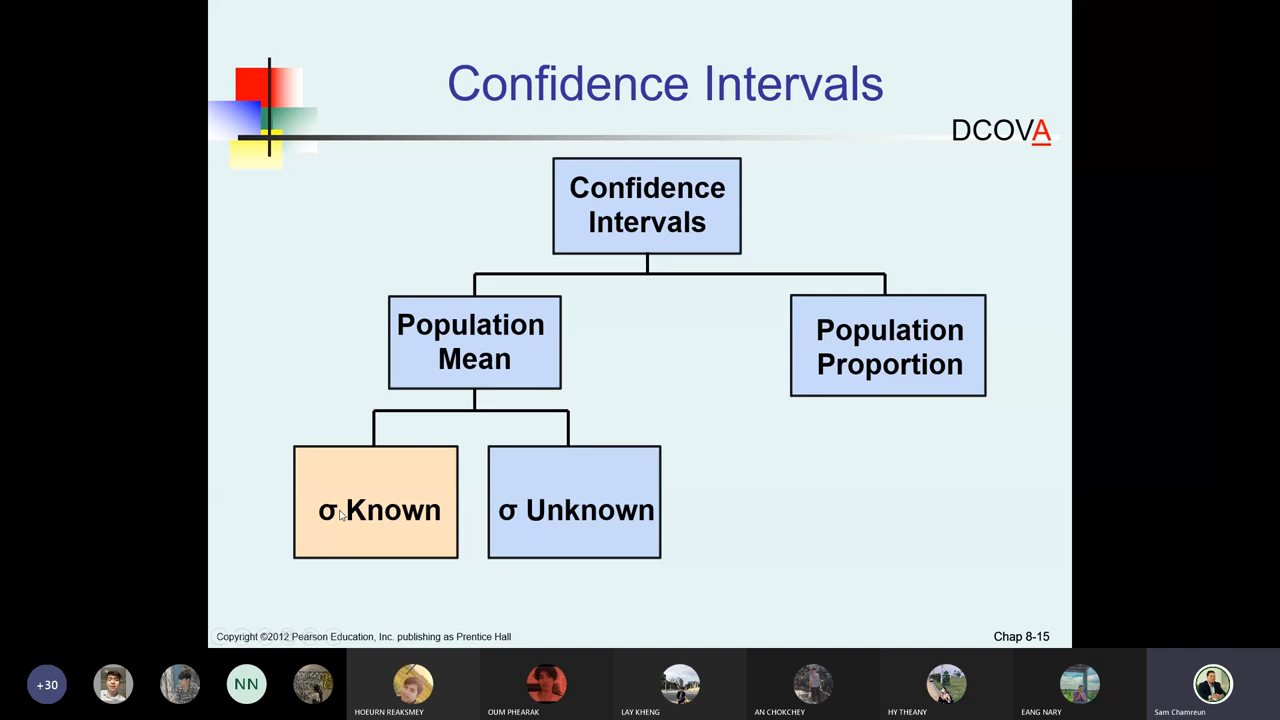 Confidence Intervals
DCOVA
Confidence
Intervals
Population
Mean
Population
Proportion
σ Known
σ Unknown
Copyright ©2012 Pearson Education, Inc. publishing as Prentice Hall
Chap 8-15
+30
NN
HOEURN REAKSMEY
OUM PHEARAK
LAY KHENG
AN CHOKCHEY
HY THEANY
EANG NARY
Sam Chamreun